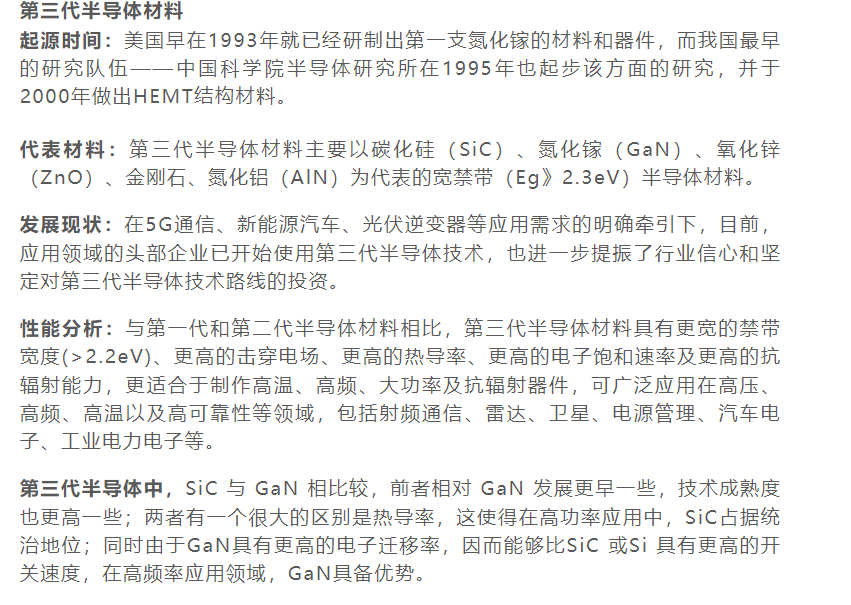 第三代半导体材料
起源时间：美国早在1993年就已经研制出第一支氮化镓的材料和器件，而我国最早
的研究队伍——中国科学院半导体研究所在1995年也起步该方面的研究，并于
2000年做出HEMT结构材料。
代表材料：第三代半导体材料主要以碳化硅（SiC）、氮化镓（GaN）、氧化锌
（ZnO）、金刚石、氮化铝（AlN）为代表的宽禁带（Eg》2.3eV）半导体材料。
发展现状：在5G通信、新能源汽车、光伏逆变器等应用需求的明确牵引下，目前，
应用领域的头部企业已开始使用第三代半导体技术，也进一步提振了行业信心和坚
定对第三代半导体技术路线的投资。
性能分析：与第一代和第二代半导体材料相比，第三代半导体材料具有更宽的禁带
宽度(>2.2eV)、更高的击穿电场、更高的热导率、更高的电子饱和速率及更高的抗
辐射能力，更适合于制作高温、高频、大功率及抗辐射器件，可广泛应用在高压、
高频、高温以及高可靠性等领域，包括射频通信、雷达、卫星、电源管理、汽车电
子、工业电力电子等。
第三代半导体中，SiC 与 GaN 相比较，前者相对 GaN 发展更早一些，技术成熟度
也更高一些；两者有一个很大的区别是热导率，这使得在高功率应用中，SiC占据统
治地位；同时由于GaN具有更高的电子迁移率，因而能够比SiC 或Si 具有更高的开
关速度，在高频率应用领域，GaN具备优势。